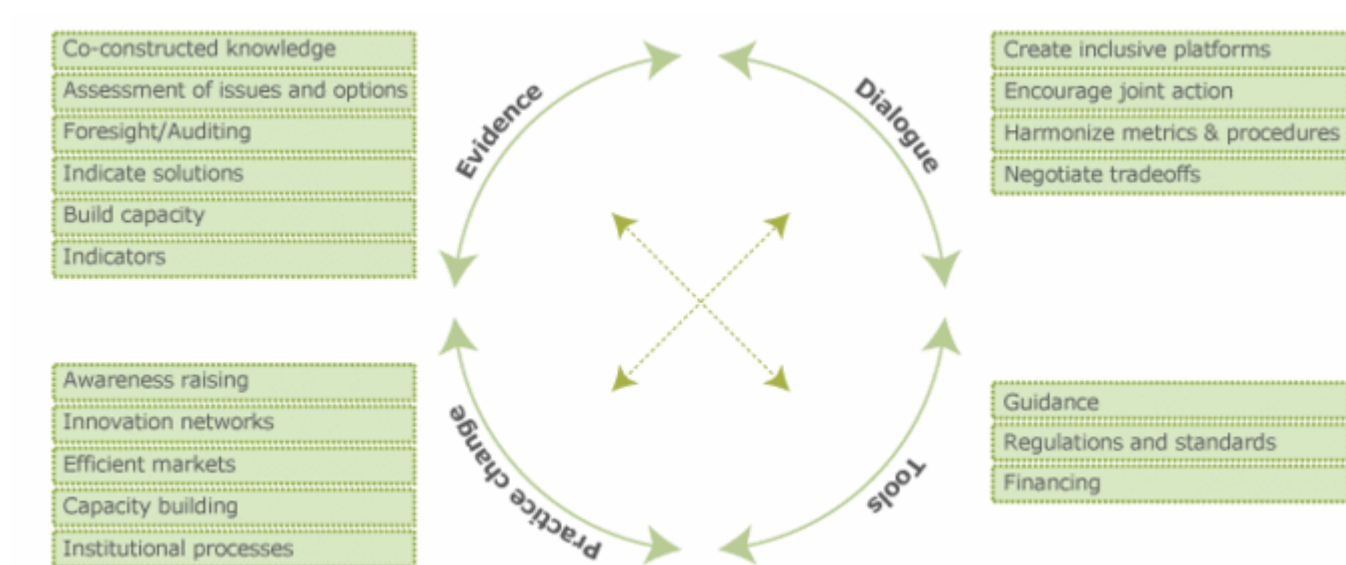 Co-constructed knowledge
Assessment of issues and options
Foresight/Auditing
Indicate solutions
Build capacity
Indicators
Evidence
Dialogue
Create inclusive platforms
Encourage joint action
Harmonize metrics & procedures
Negotiate tradeoffs
Awareness raising
Innovation networks
Efficient markets
Capacity building
Institutional processes
Practice change
Tools
Guidance
Regulations and standards
Financing